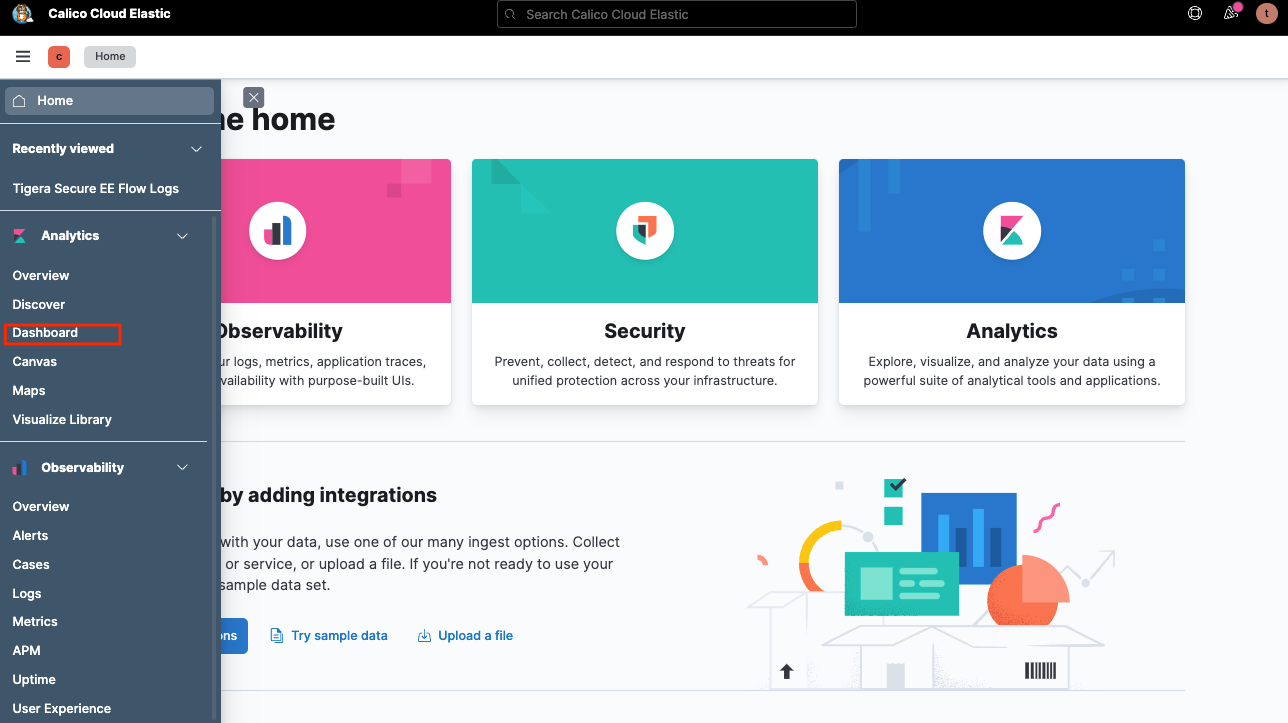 Calico Cloud Elastic
Search Calico Cloud Elastic
t
c
Home
Home
Recently viewed
Tigera Secure EE Flow Logs
Analytics
Overview
Discover
Dashboard
Canvas
Maps
Visualize Library
Observability
Overview
Alerts
Cases
Logs
Metrics
APM
Uptime
User Experience
home
Observability
logs, metrics, application traces,
with purpose-built UIs.
Security
Prevent, collect, detect, and respond to threats for
unified protection across your infrastructure.
Analytics
Explore, visualize, and analyze your data using a
powerful suite of analytical tools and applications.
by adding integrations
with your data, use one of our many ingest options. Collect
or service, or upload a file. If you're not ready to use your
sample data set.
Try sample data
Upload a file